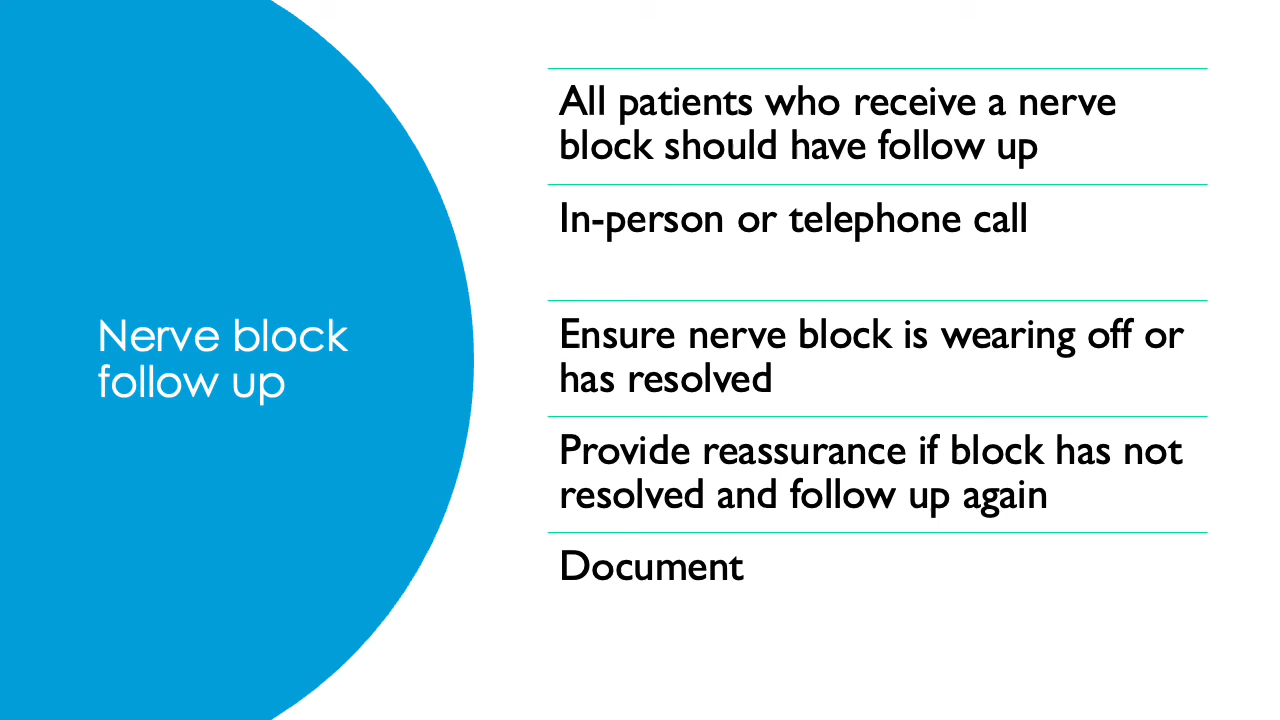 Nerve block
follow up
All patients who receive a nerve
block should have follow up
In-person or telephone call
Ensure nerve block is wearing off or
has resolved
Provide reassurance if block has not
resolved and follow up again
Document